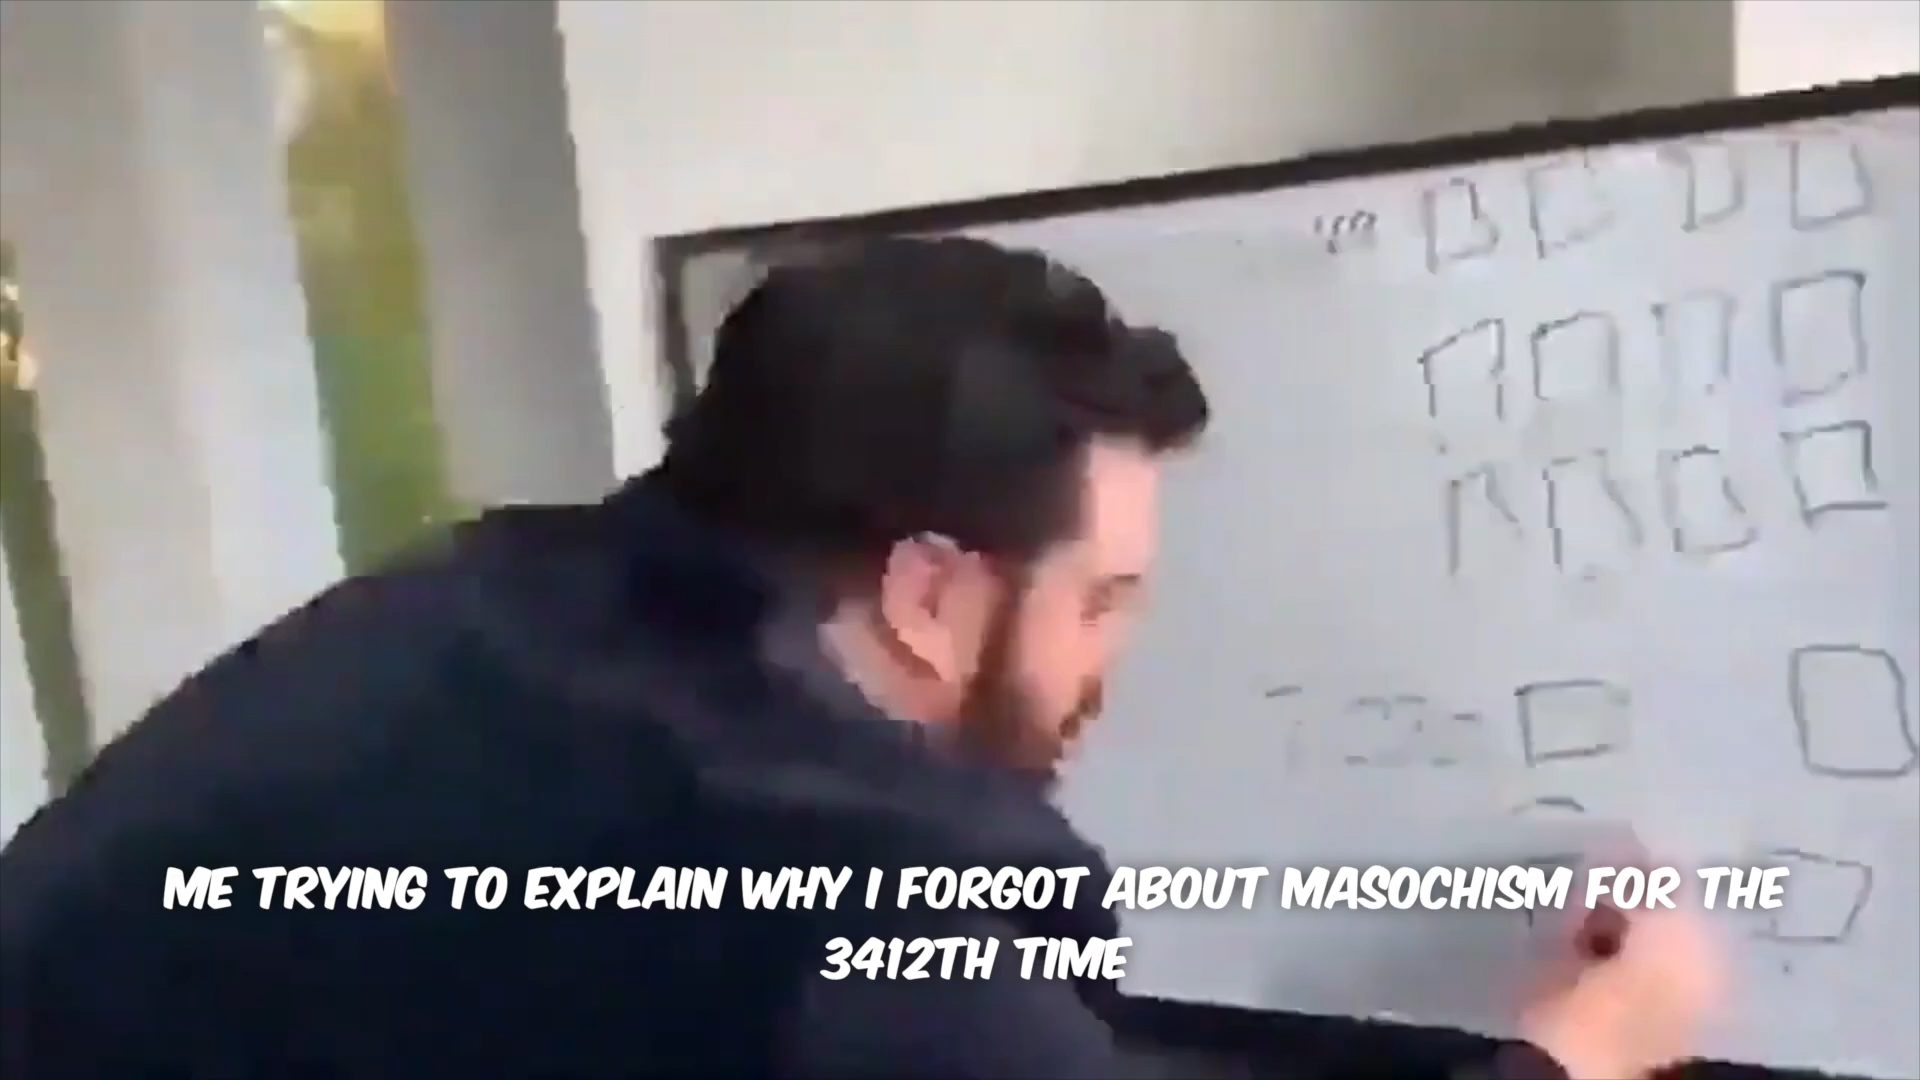 ME TRYING TO EXPLAIN WHY I FORGOT ABOUT MASOCHISM FOR THE
3412TH TIME